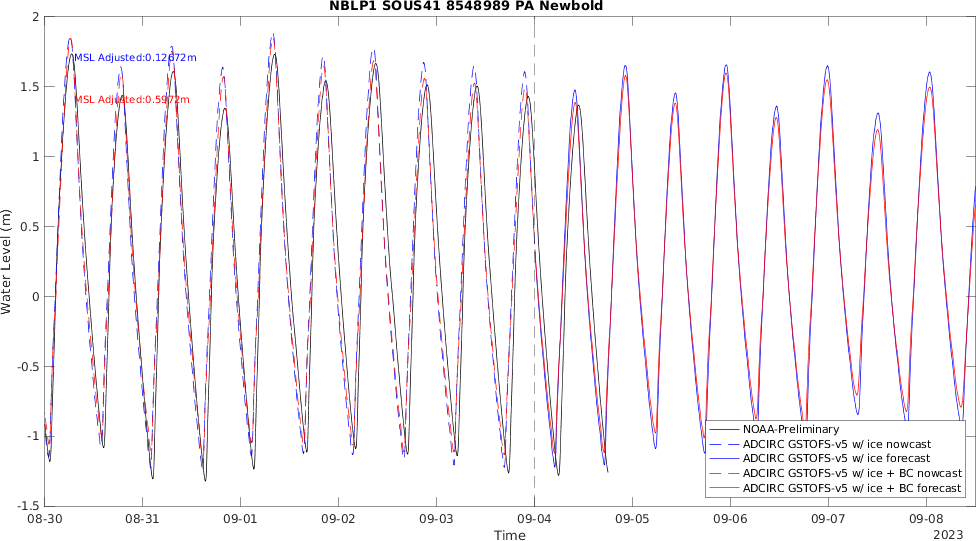 NBLP1 SOUS41 8548989 PA Newbold
2
1.5
1
0.5
0
-0.5
-1
-1.5
Water Level (m)
MSL Adjusted:0.12672m
MSL Adjusted:0.5972m
NOAA-Preliminary
ADCIRC GSTOFS-v5 w/ ice nowcast
ADCIRC GSTOFS-v5 w/ ice forecast
ADCIRC GSTOFS-v5 w/ ice + BC nowcast
ADCIRC GSTOFS-v5 w/ ice + BC forecast
08-30 08-31 09-01 09-02 09-03 09-04 09-05 09-06 09-07 09-08
Time
2023